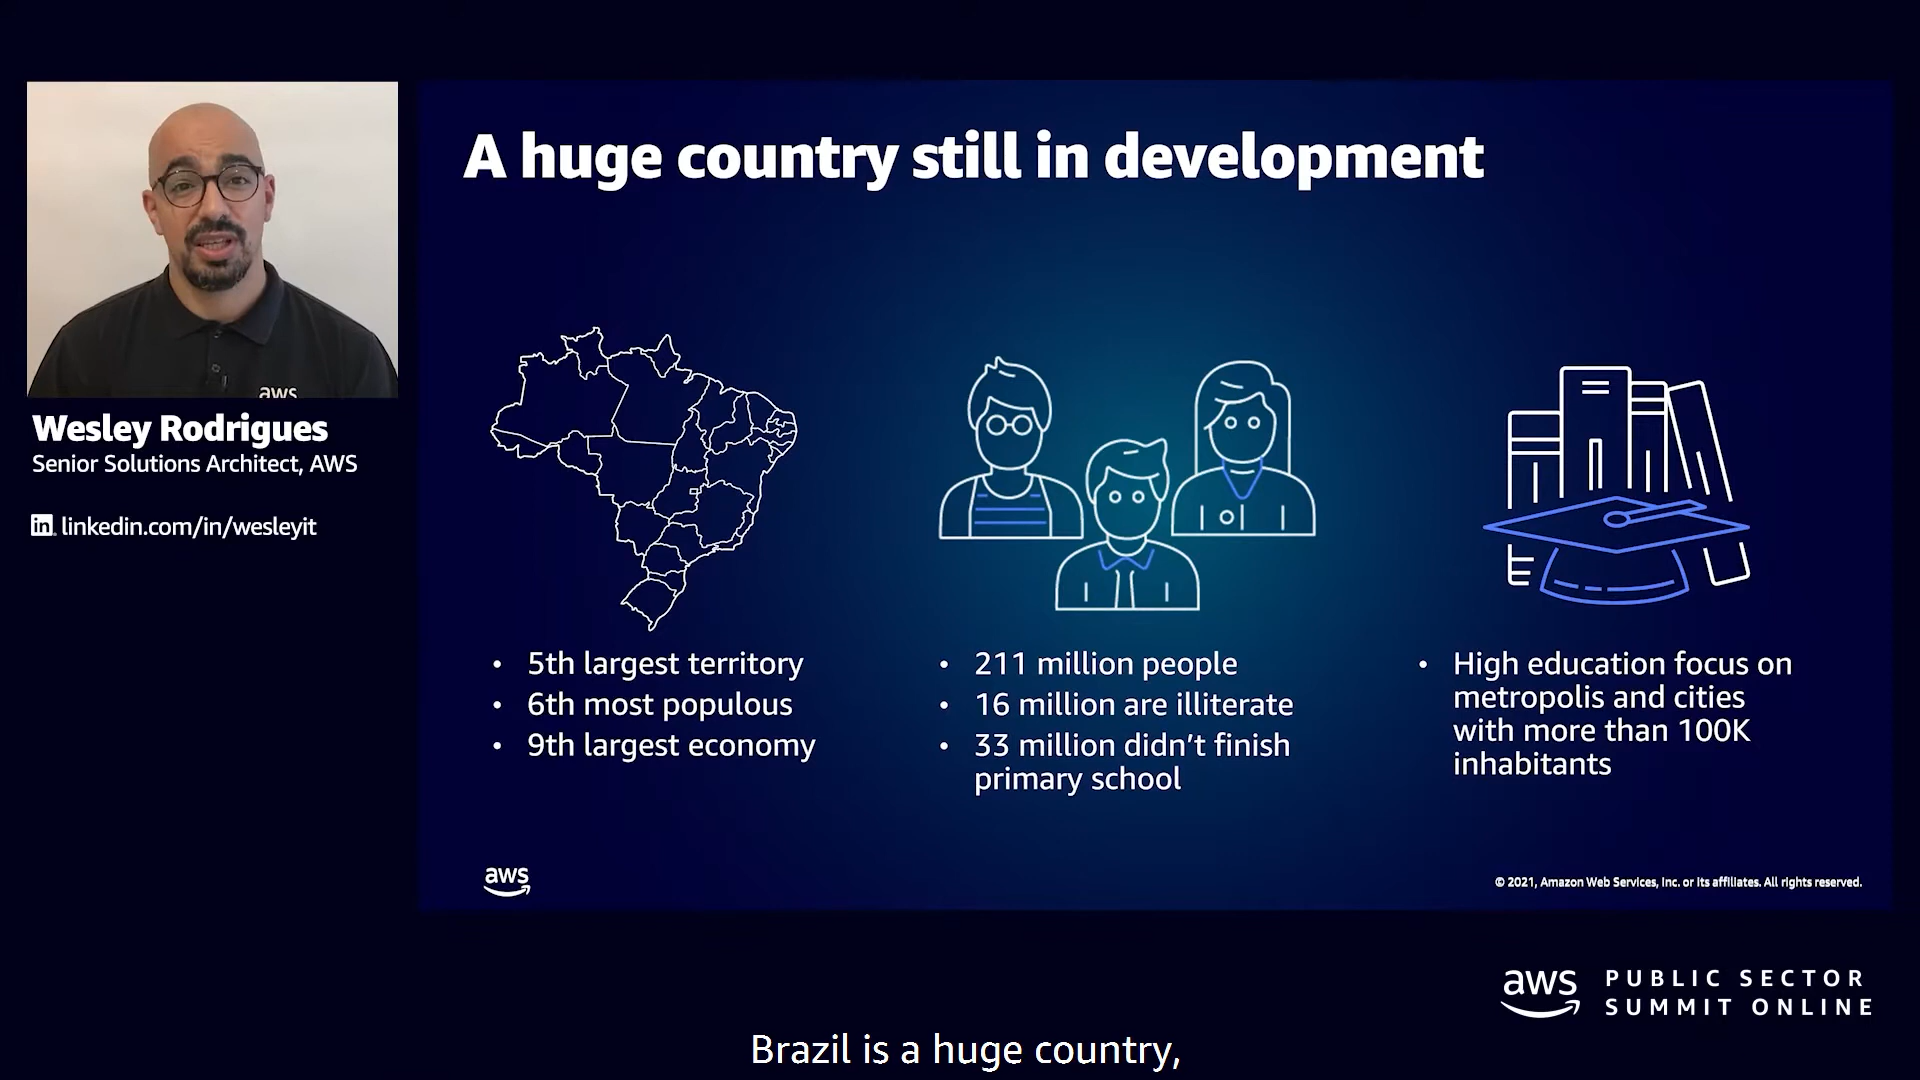 A huge country still in development
aws
Wesley Rodrigues
Senior Solutions Architect, AWS
in. linkedin.com/in/wesleyit
• 5th largest territory
• 6th most populous
• 9th largest economy
• 211 million people
• 16 million are illiterate
• 33 million didn’t finish
primary school
• High education focus on
metropolis and cities
with more than 100K
inhabitants
aws
© 2021, Amazon Web Services, Inc. or its affiliates. All rights reserved.
aws
PUBLIC SECTOR
SUMMIT ONLINE
Brazil is a huge country,